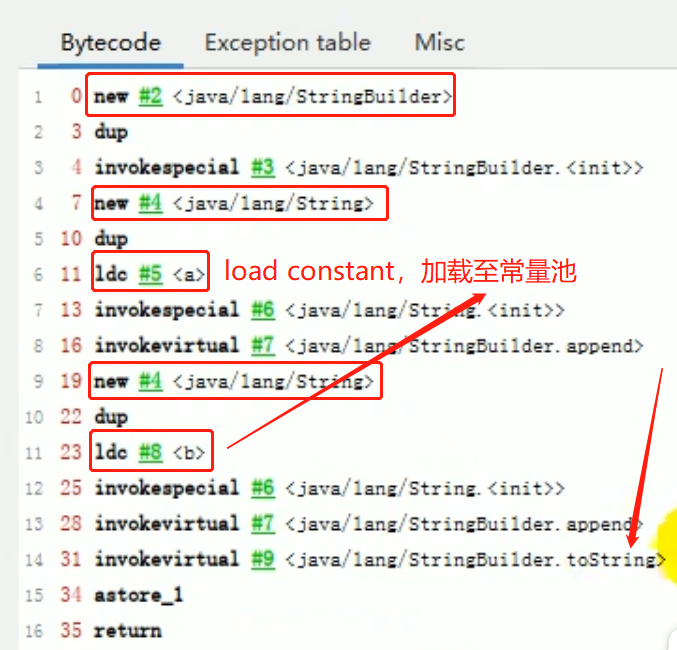 Bytecode Exception table Misc
1 0 new #2 <java/lang/StringBuilder>
2 3 dup
3 4 invokespecial #3 <java/lang/StringBuilder.<init>>
4 7 new #4 <java/lang/String>
5 10 dup
6 11 ldc #5 <a> load constant，加载至常量池
7 13 invokespecial #6 <java/lang/String.<init>>
8 16 invokevirtual #7 <java/lang/StringBuilder.append>
9 19 new #4 <java/lang/String>
10 22 dup
11 23 ldc #8 <b>
12 25 invokespecial #6 <java/lang/String.<init>>
13 28 invokevirtual #7 <java/lang/StringBuilder.append>
14 31 invokevirtual #9 <java/lang/StringBuilder.toString>
15 34 astore_1
16 35 return